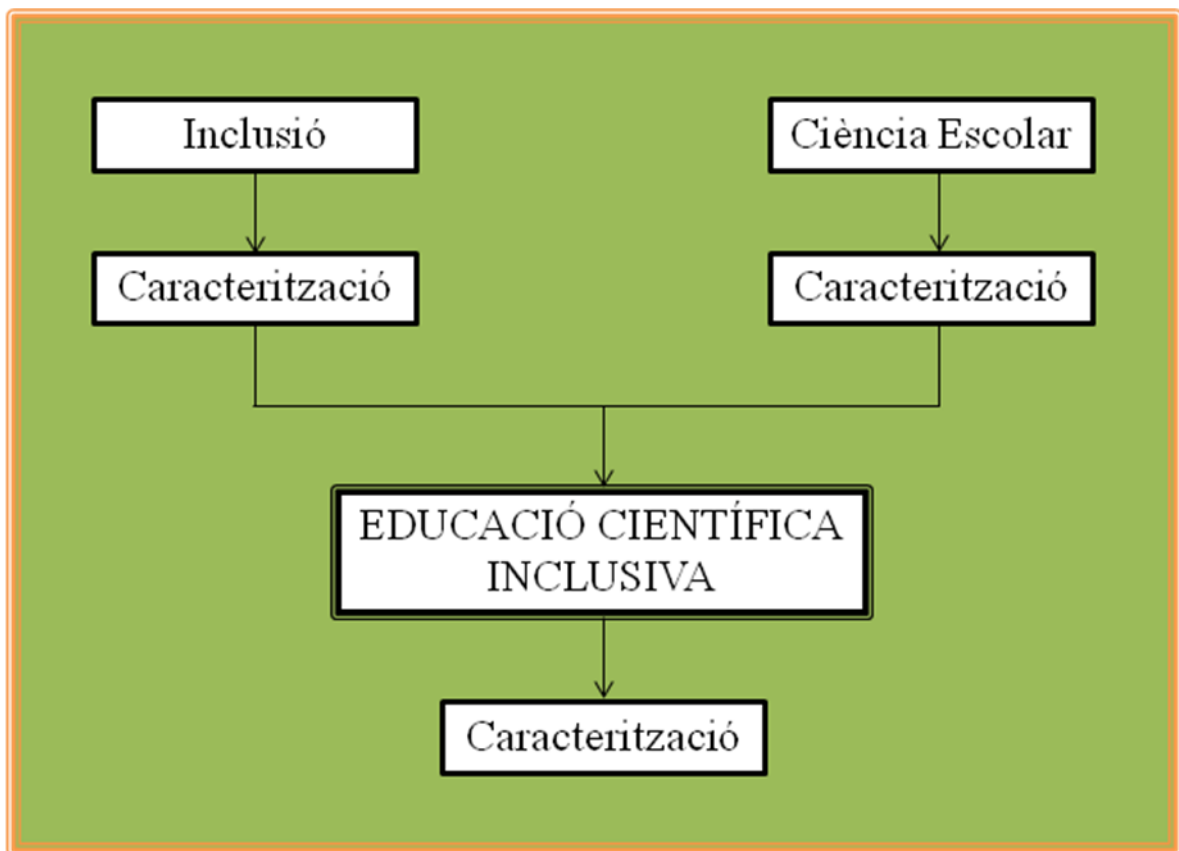 Inclusió
Ciència Escolar
Caracterització
Caracterització
EDUCACIÓ CIENTÍFICA
INCLUSIVA
Caracterització